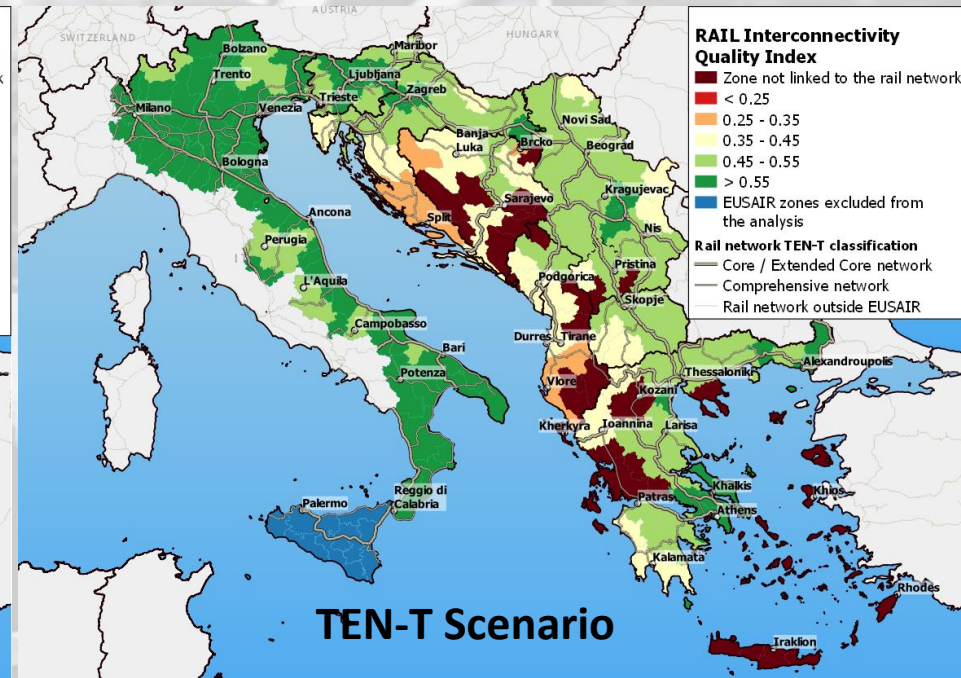 AUSTRIA
SWITZERLAND
HUNGARY
Bolzano
Maribor
Trento
Ljubljana
Trieste
Zagreb
Milano
Venezia
Novi Sad
Banja
Luka
Brcko
Beograd
Bologna
Kragujevac
Sarajevo
Ancona
Split
Nis
Perugia
Pristina
L'Aquila
Podgorica
Skopje
Campobasso
Durres
Tirane
Bari
Alexandroupolis
Thessaloniki
Potenza
Vlore
Kozani
Kherkyra
Ioannina
Larisa
Reggio di
Calabria
Palermo
Khalkis
Khios
Patras
Athens
Kalamata
Rhodes
Iraklion
TEN-T Scenario
RAIL Interconnectivity
Quality Index
Zone not linked to the rail network
< 0.25
0.25 - 0.35
0.35 - 0.45
0.45 - 0.55
> 0.55
EUSAIR zones excluded from
the analysis
Rail network TEN-T classification
Core / Extended Core network
Comprehensive network
Rail network outside EUSAIR